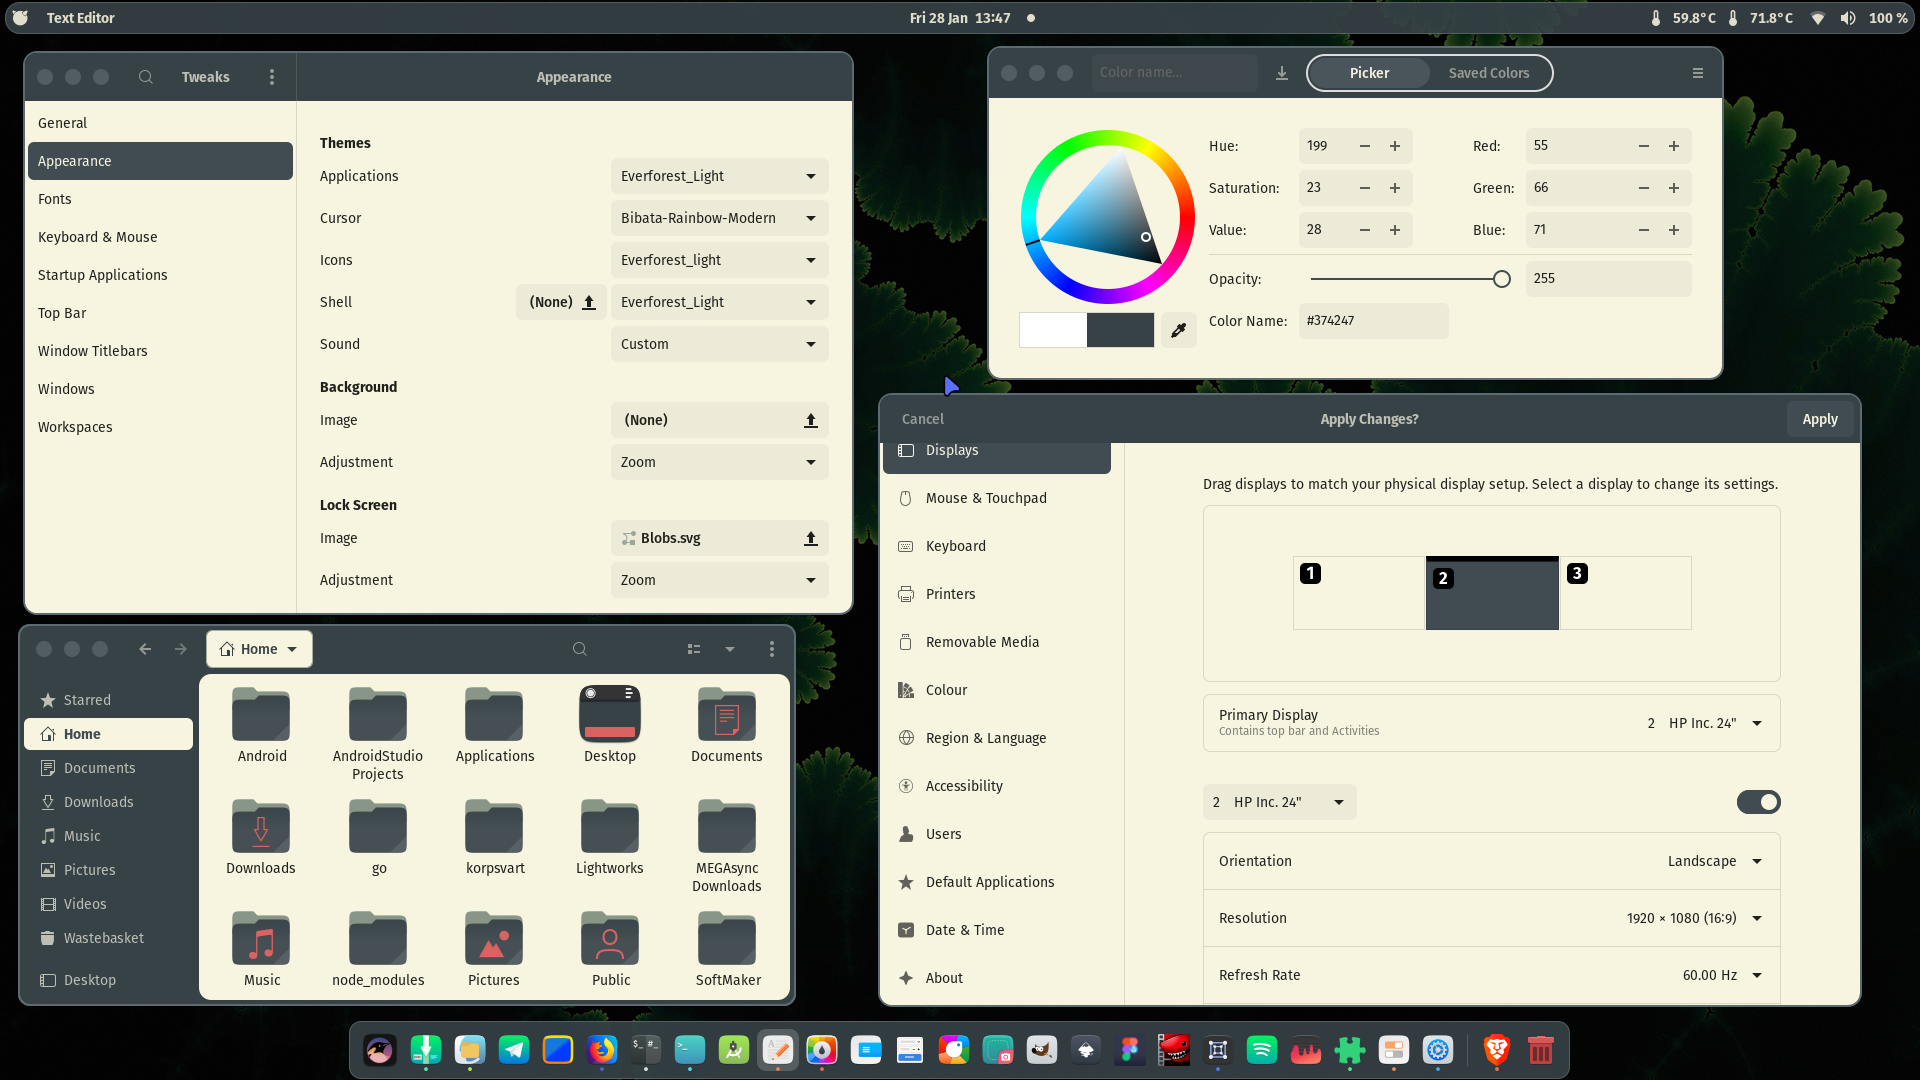 Text Editor
Fri 28 Jan 13:47
59.8°C 71.8°C 100 %
Tweaks
Appearance
General
Appearance
Fonts
Keyboard & Mouse
Startup Applications
Top Bar
Window Titlebars
Windows
Workspaces
Themes
Applications Everforest_Light
Cursor Bibata-Rainbow-Modern
Icons Everforest_light
Shell (None) Everforest_Light
Sound Custom
Background
Image (None)
Adjustment Zoom
Lock Screen
Image Blobs.svg
Adjustment Zoom
Color name...
Picker Saved Colors
Hue: 199 Red: 55
Saturation: 23 Green: 66
Value: 28 Blue: 71
Opacity: 255
Color Name: #374247
Home
Starred
Home
Documents
Downloads
Music
Pictures
Videos
Wastebasket
Desktop
Android AndroidStudio Applications Desktop Documents
Projects
Downloads go korpsvart Lightworks MEGAsync
Downloads
Music node_modules Pictures Public SoftMaker
Cancel Apply Changes? Apply
Displays
Mouse & Touchpad
Keyboard
Printers
Removable Media
Colour
Region & Language
Accessibility
Users
Default Applications
Date & Time
About
Drag displays to match your physical display setup. Select a display to change its settings.
1 2 3
Primary Display
Contains top bar and Activities
2 HP Inc. 24"
2 HP Inc. 24"
Orientation Landscape
Resolution 1920 × 1080 (16:9)
Refresh Rate 60.00 Hz
$_ #_
>_